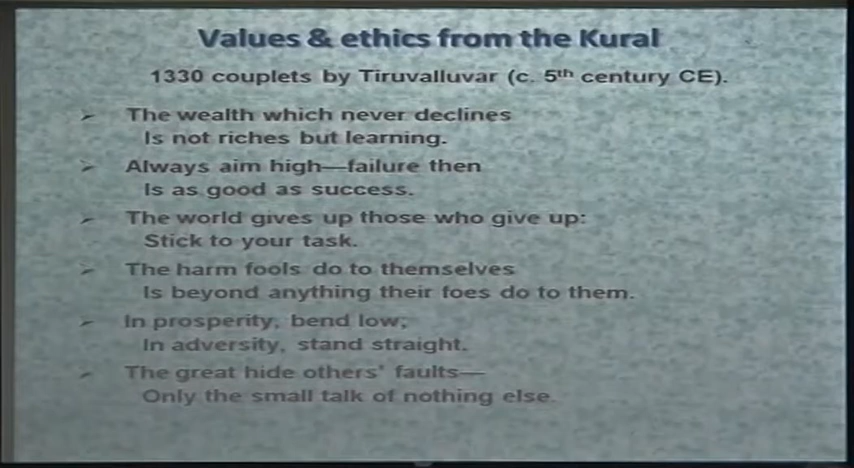 Values & ethics from the Kural
1330 couplets by Tiruvalluvar (c. 5th century CE).
➢ The wealth which never declines
Is not riches but learning.
➢ Always aim high—failure then
Is as good as success.
➢ The world gives up those who give up:
Stick to your task.
➢ The harm fools do to themselves
Is beyond anything their foes do to them.
➢ In prosperity, bend low;
In adversity, stand straight.
➢ The great hide others' faults—
Only the small talk of nothing else.